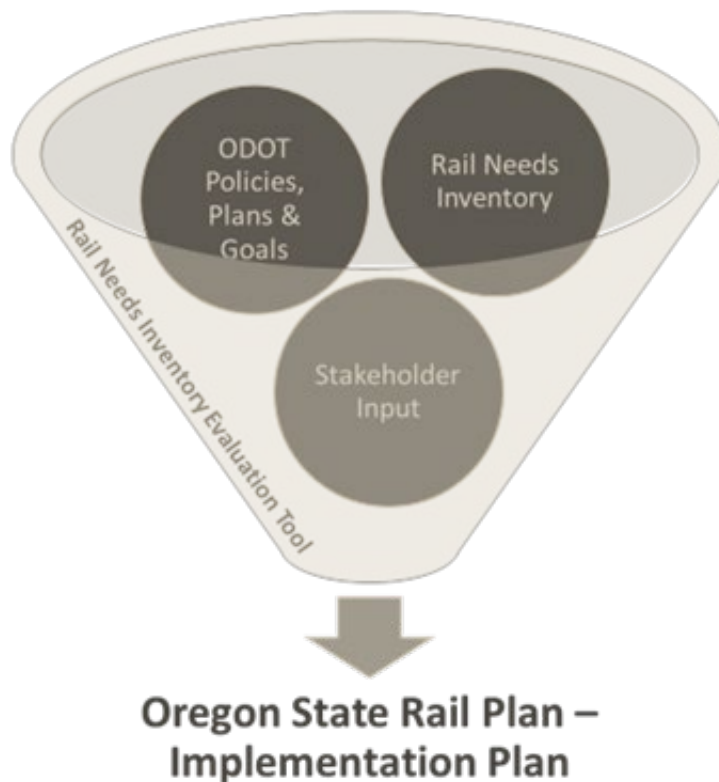 ODOT
Policies,
Plans &
Goals
Rail Needs
Inventory
Stakeholder
Input
Rail Needs Inventory Evaluation Tool
Oregon State Rail Plan –
Implementation Plan